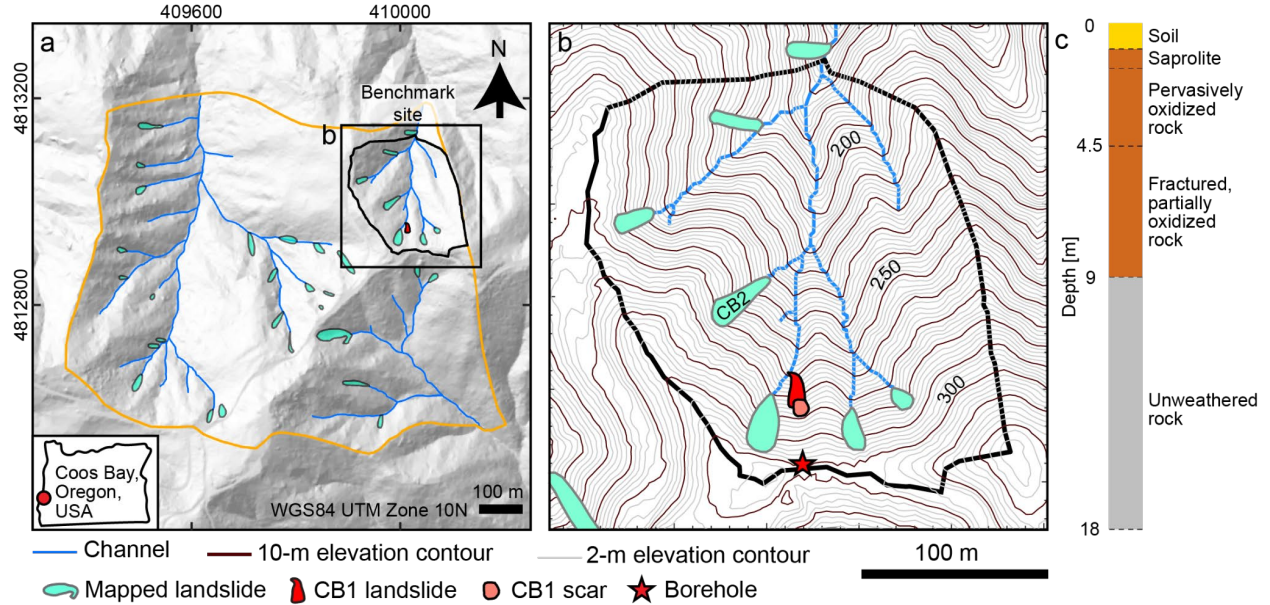 409600
410000
4813200
4812800
a
N
Benchmark
site
b
Coos Bay,
Oregon,
USA
100 m
WGS84 UTM Zone 10N
b
200
250
300
CB2
c
0
4.5
9
18
Depth [m]
Soil
Saprolite
Pervasively
oxidized
rock
Fractured,
partially
oxidized
rock
Unweathered
rock
Channel
10-m elevation contour
2-m elevation contour
100 m
Mapped landslide
CB1 landslide
CB1 scar
Borehole